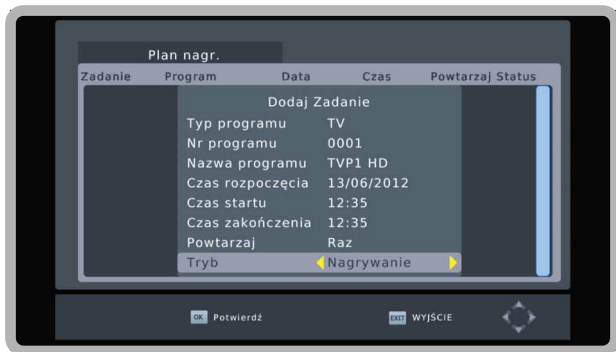 Plan nagr.
Zadanie Program Data Czas Powtarzaj Status
Dodaj Zadanie
Typ programu TV
Nr programu 0001
Nazwa programu TVP1 HD
Czas rozpoczęcia 13/06/2012
Czas startu 12:35
Czas zakończenia 12:35
Powtarzaj Raz
Tryb Nagrywanie
OK Potwierdź EXIT WYJŚCIE